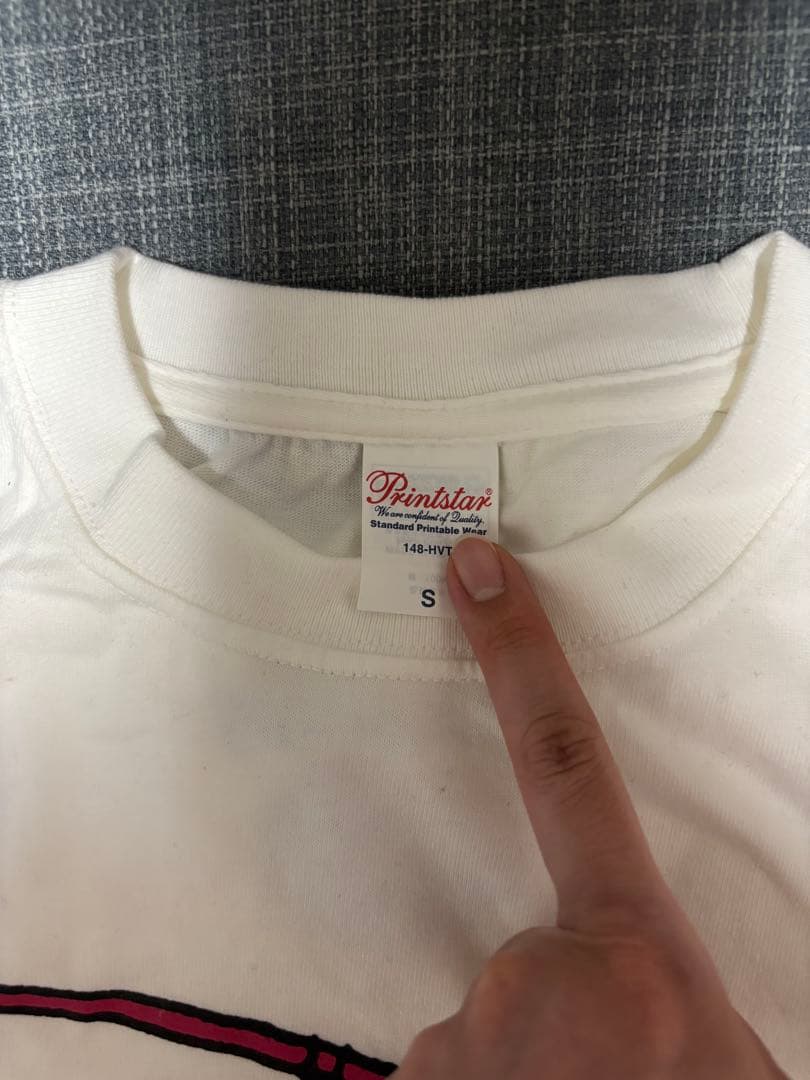 Printstar®
We are confident of Quality.
Standard Printable Wear
148-HVT
S